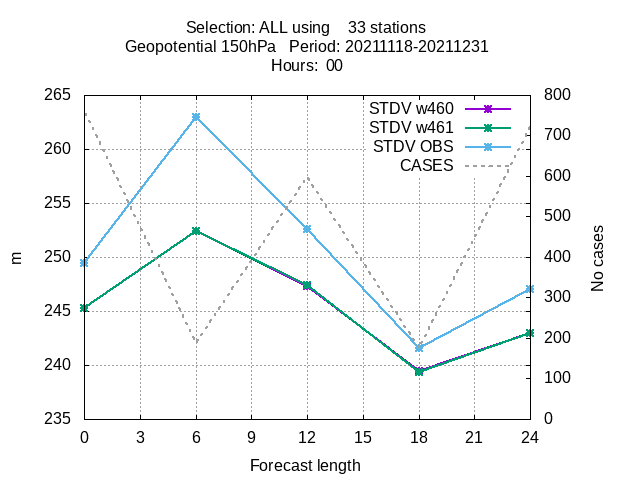 Selection: ALL using 33 stations
Geopotential 150hPa Period: 20211118-20211231
Hours: 00
265
260
255
250
245
240
235
m
800
700
600
500
400
300
200
100
0
No cases
STDV w460
STDV w461
STDV OBS
CASES
0 3 6 9 12 15 18 21 24
Forecast length